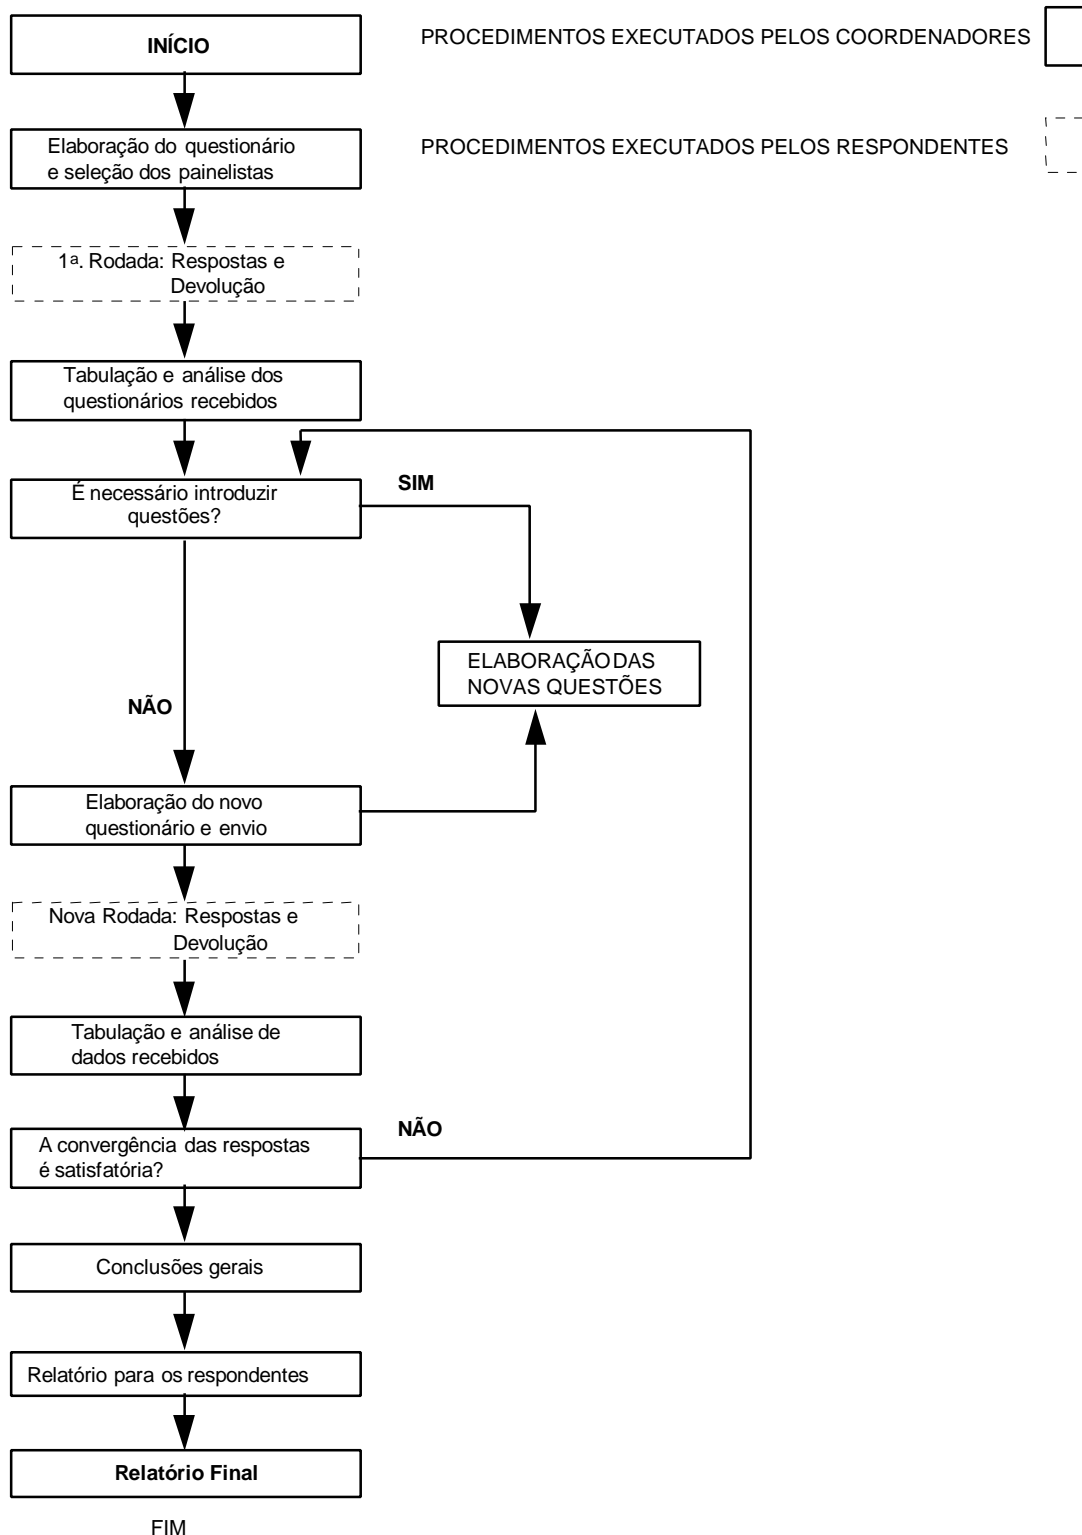 INÍCIO
PROCEDIMENTOS EXECUTADOS PELOS COORDENADORES
Elaboração do questionário
e seleção dos painelistas
PROCEDIMENTOS EXECUTADOS PELOS RESPONDENTES
1ª. Rodada: Respostas e
Devolução
Tabulação e análise dos
questionários recebidos
É necessário introduzir
questões?
SIM
ELABORAÇÃO DAS
NOVAS QUESTÕES
NÃO
Elaboração do novo
questionário e envio
Nova Rodada: Respostas e
Devolução
Tabulação e análise de
dados recebidos
A convergência das respostas
é satisfatória?
NÃO
Conclusões gerais
Relatório para os respondentes
Relatório Final
FIM